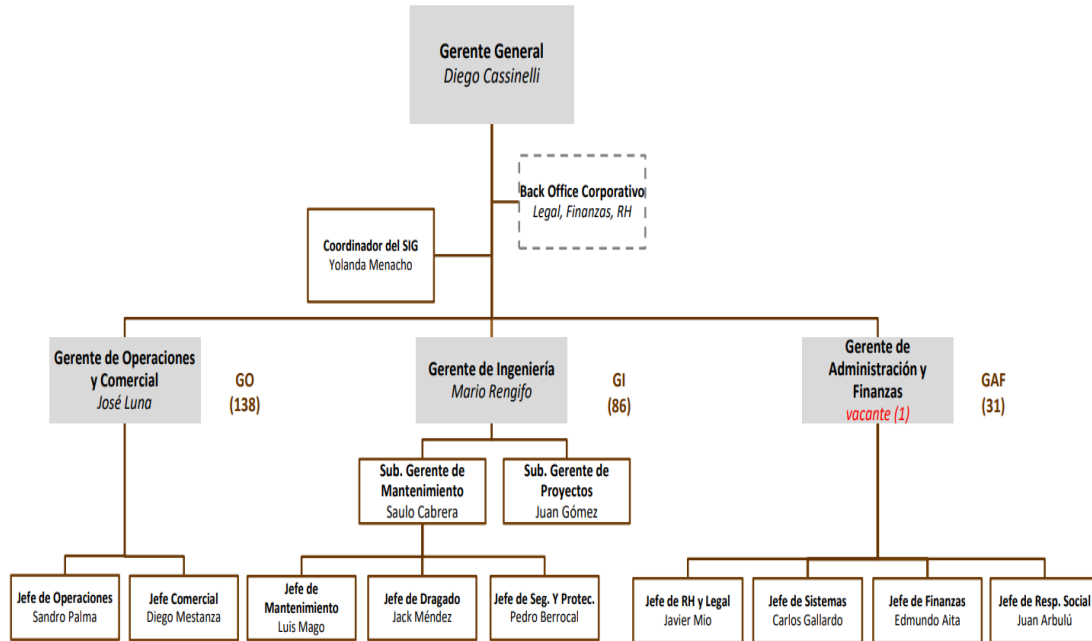 Gerente General
Diego Cassinelli
Back Office Corporativo
Legal, Finanzas, RH
Coordinador del SIG
Yolanda Menacho
Gerente de Operaciones
y Comercial
José Luna
GO
(138)
Gerente de Ingeniería
Mario Rengifo
GI
(86)
Gerente de
Administración y
Finanzas
vacante (1)
GAF
(31)
Sub. Gerente de
Mantenimiento
Saulo Cabrera
Sub. Gerente de
Proyectos
Juan Gómez
Jefe de Operaciones
Sandro Palma
Jefe Comercial
Diego Mestanza
Jefe de
Mantenimiento
Luis Mago
Jefe de Dragado
Jack Méndez
Jefe de Seg. Y Protec.
Pedro Berrocal
Jefe de RH y Legal
Javier Mio
Jefe de Sistemas
Carlos Gallardo
Jefe de Finanzas
Edmundo Aita
Jefe de Resp. Social
Juan Arbulú